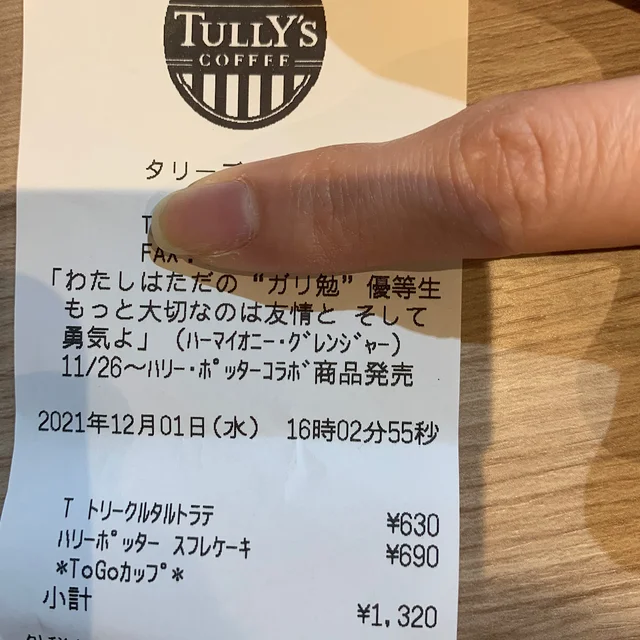 TULLY'S
COFFEE
タリーズ
T
FAX:
「わたしはただの “ガリ勉” 優等生
もっと大切なのは友情と そして
勇気よ」 (ﾊｰﾏｲｵﾆｰ･ｸﾞﾚﾝｼﾞｬｰ)
11/26～ﾊﾘｰ･ﾎﾟｯﾀｰｺﾗﾎﾞ商品発売
2021年12月01日(水) 16時02分55秒
T ﾄﾘｰｸﾙﾀﾙﾄﾗﾃ ¥630
ﾊﾘｰﾎﾟｯﾀｰ ｽﾌﾚｹｰｷ ¥690
*ToGoｶｯﾌﾟ*
小計 ¥1,320